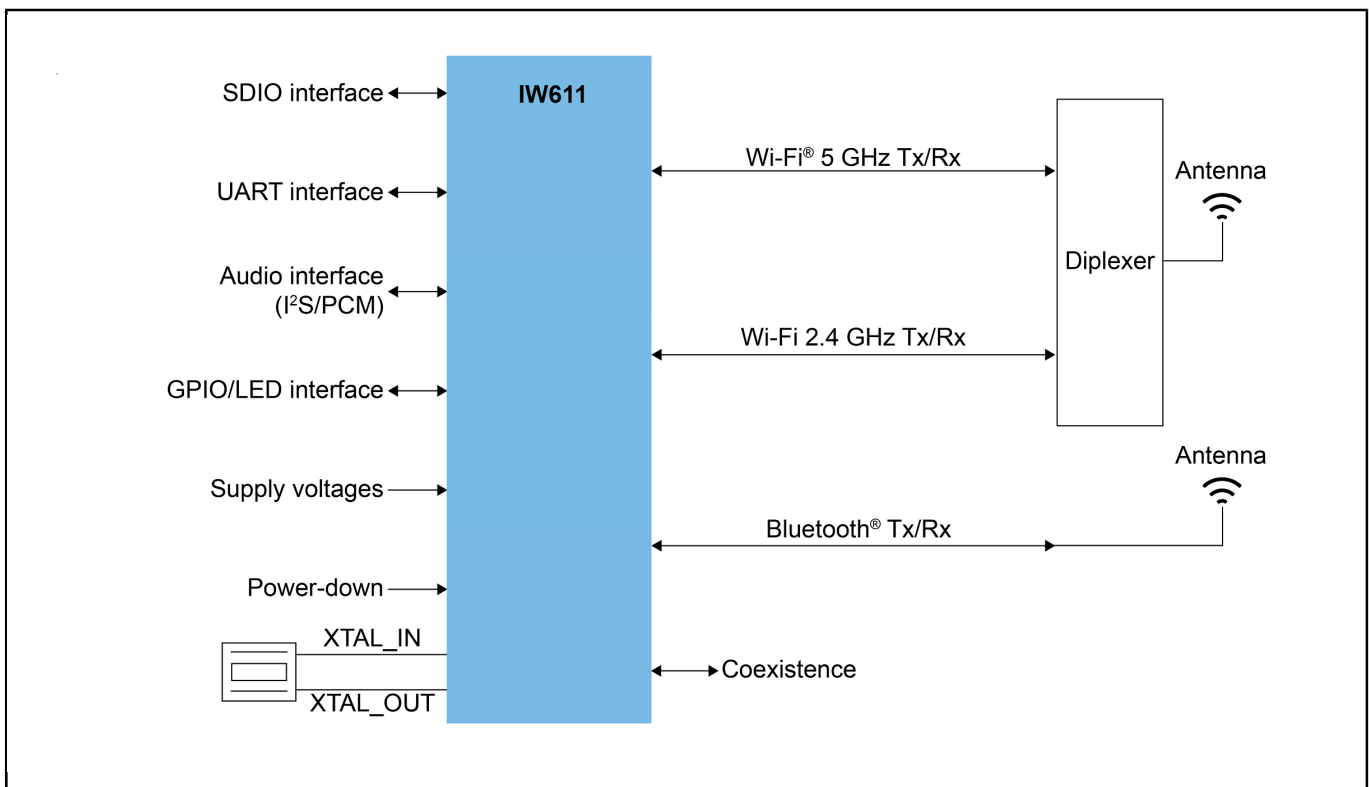 IW611
SDIO interface
UART interface
Audio interface
(I²S/PCM)
GPIO/LED interface
Supply voltages
Power-down
XTAL_IN
XTAL_OUT
Wi-Fi® 5 GHz Tx/Rx
Wi-Fi 2.4 GHz Tx/Rx
Bluetooth® Tx/Rx
Coexistence
Diplexer
Antenna
Antenna